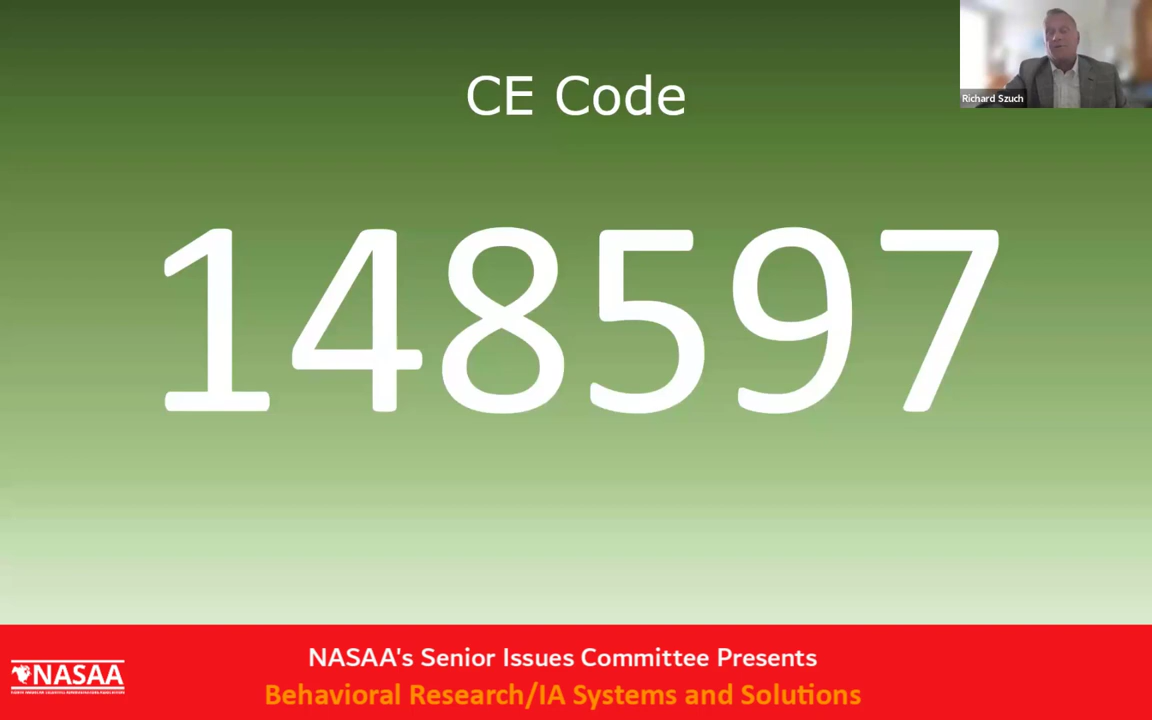 CE Code
Richard Szuch
148597
NASAA's Senior Issues Committee Presents
NASAA
Behavioral Research/IA Systems and Solutions